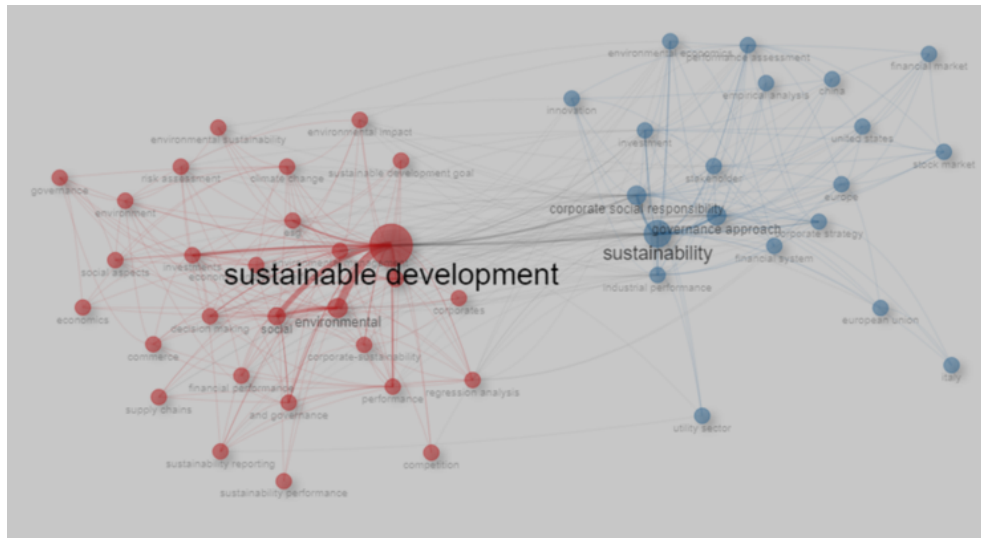 environmental economics
performance assessment
financial market
empirical analysis
china
innovation
environmental sustainability
environmental impact
investment
united states
stock market
governance
risk assessment
climate change
sustainable development goal
stakeholder
europe
environment
corporate social responsibility
esg
governance approach
corporate strategy
social aspects
investments
sustainable development
sustainability
financial system
industrial performance
economics
decision making
social
environmental
corporates
european union
commerce
corporate-sustainability
italy
financial performance
performance
regression analysis
supply chains
and governance
utility sector
sustainability reporting
competition
sustainability performance